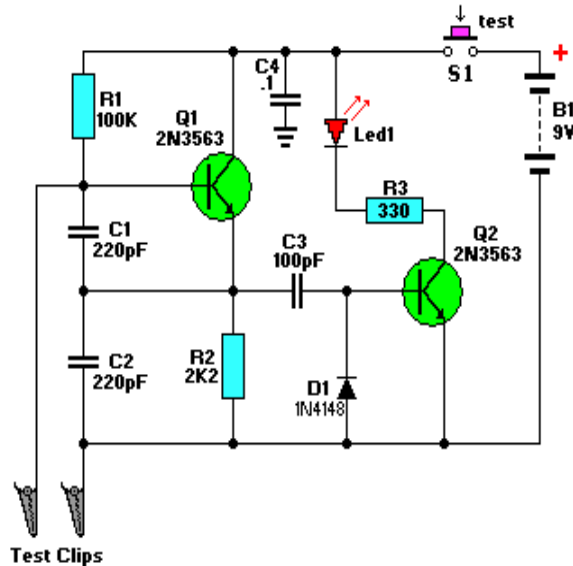 test
+
S1
C4
.1
R1
100K
Q1
2N3563
Led1
B1
9V
R3
330
C1
220pF
C3
100pF
Q2
2N3563
C2
220pF
R2
2K2
D1
1N4148
Test Clips